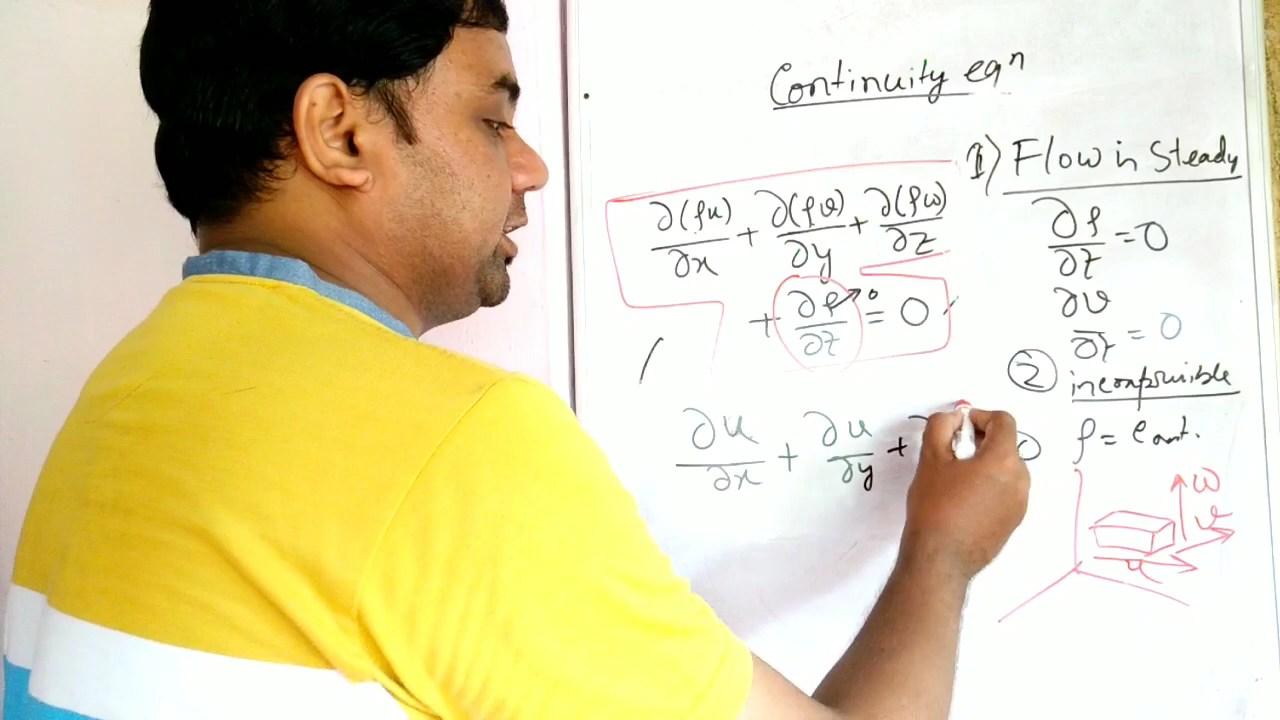 Continuity eqⁿ
1) Flow is Steady
∂(ρu)/∂x + ∂(ρv)/∂y + ∂(ρw)/∂z
∂ρ/∂t = 0
+ ∂ρ/∂t ↗ 0 = 0
∂v/∂t = 0
② incompressible
∂u/∂x + ∂u/∂y +
ρ = Const.
w
v
u